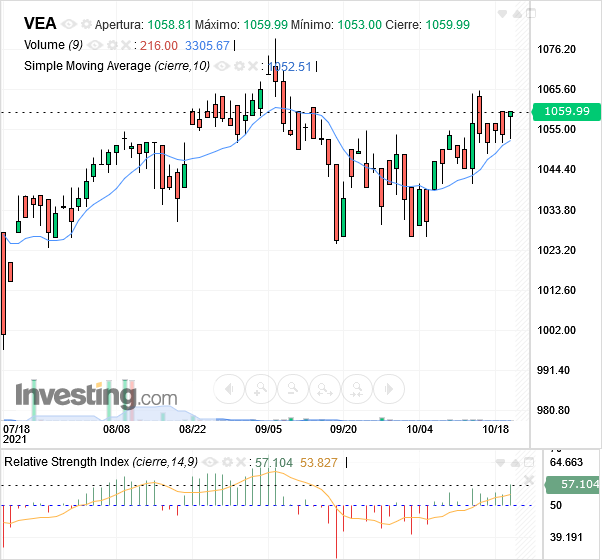 VEA Apertura: 1058.81 Máximo: 1059.99 Mínimo: 1053.00 Cierre: 1059.99
Volume (9) : 216.00 3305.67
Simple Moving Average (cierre,10) : 1052.51
1076.20
1065.60
1059.99
1055.00
1044.40
1033.80
1023.20
1012.60
1002.00
991.40
980.80
Investing.com
07/18 08/08 08/22 09/05 09/20 10/04 10/18
2021
Relative Strength Index (cierre,14,9) : 57.104 53.827
64.663
57.104
50
39.191